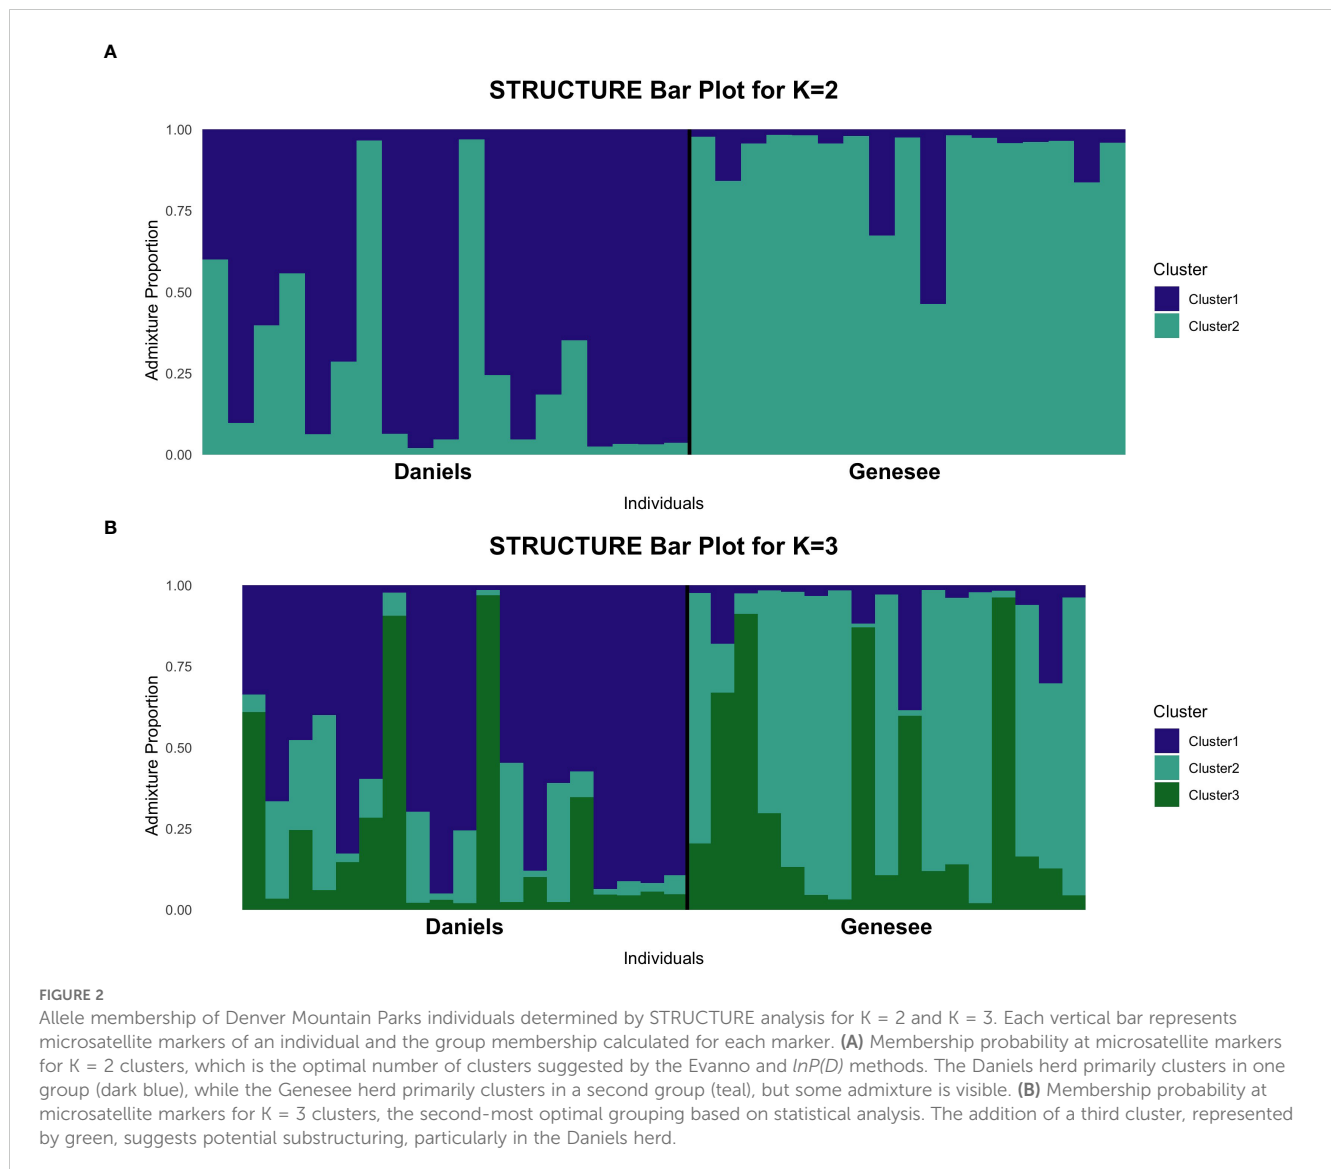 A
STRUCTURE Bar Plot for K=2
1.00
0.75
0.50
0.25
0.00
Admixture Proportion
Daniels
Genesee
Individuals
Cluster
Cluster1
Cluster2
B
STRUCTURE Bar Plot for K=3
1.00
0.75
0.50
0.25
0.00
Admixture Proportion
Daniels
Genesee
Individuals
Cluster
Cluster1
Cluster2
Cluster3
FIGURE 2
Allele membership of Denver Mountain Parks individuals determined by STRUCTURE analysis for K = 2 and K = 3. Each vertical bar represents
microsatellite markers of an individual and the group membership calculated for each marker. (A) Membership probability at microsatellite markers
for K = 2 clusters, which is the optimal number of clusters suggested by the Evanno and lnP(D) methods. The Daniels herd primarily clusters in one
group (dark blue), while the Genesee herd primarily clusters in a second group (teal), but some admixture is visible. (B) Membership probability at
microsatellite markers for K = 3 clusters, the second-most optimal grouping based on statistical analysis. The addition of a third cluster, represented
by green, suggests potential substructuring, particularly in the Daniels herd.